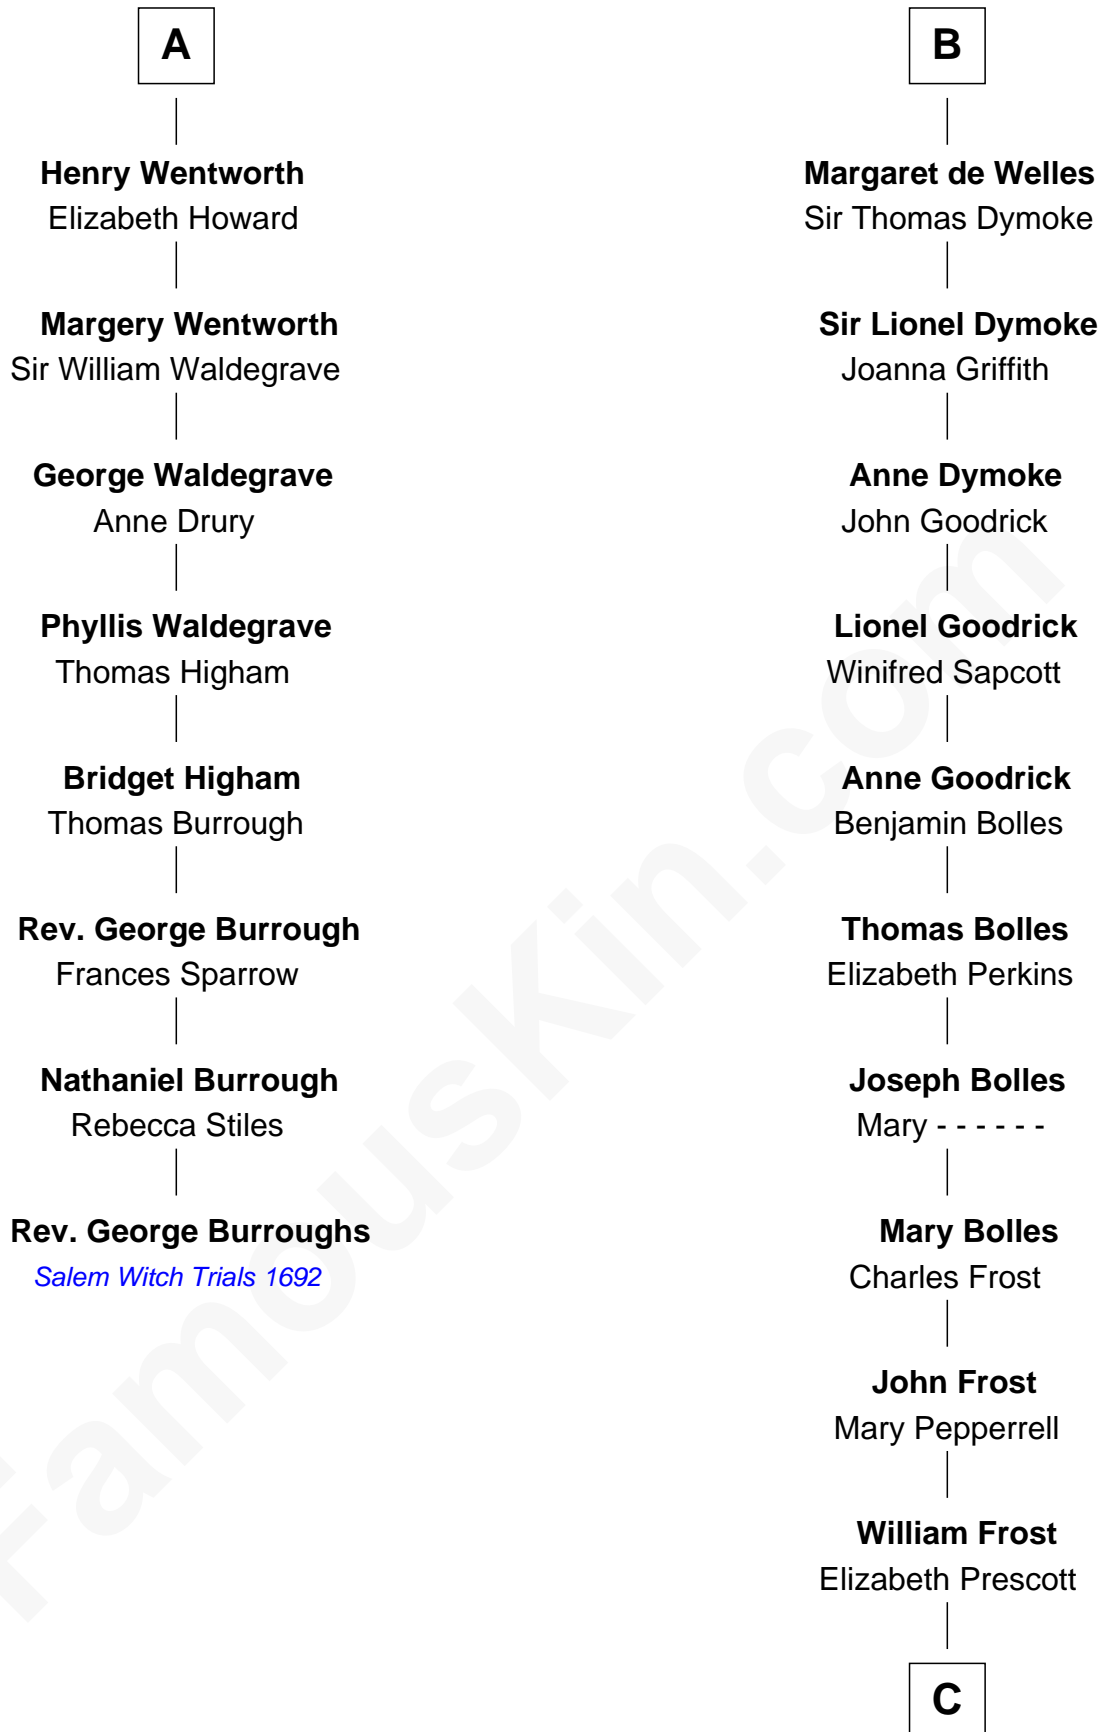 A
Henry Wentworth
Elizabeth Howard
Margery Wentworth
Sir William Waldegrave
George Waldegrave
Anne Drury
Phyllis Waldegrave
Thomas Higham
Bridget Higham
Thomas Burrough
Rev. George Burrough
Frances Sparrow
Nathaniel Burrough
Rebecca Stiles
Rev. George Burroughs
Salem Witch Trials 1692
B
Margaret de Welles
Sir Thomas Dymoke
Sir Lionel Dymoke
Joanna Griffith
Anne Dymoke
John Goodrick
Lionel Goodrick
Winifred Sapcott
Anne Goodrick
Benjamin Bolles
Thomas Bolles
Elizabeth Perkins
Joseph Bolles
Mary - - - - - -
Mary Bolles
Charles Frost
John Frost
Mary Pepperrell
William Frost
Elizabeth Prescott
C
FamousKin.com